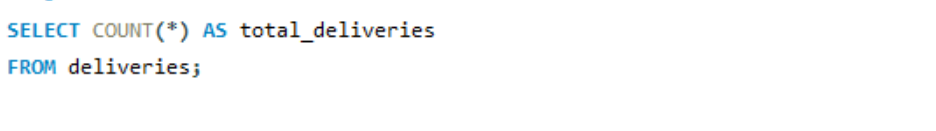 SELECT COUNT(*) AS total_deliveries
FROM deliveries;